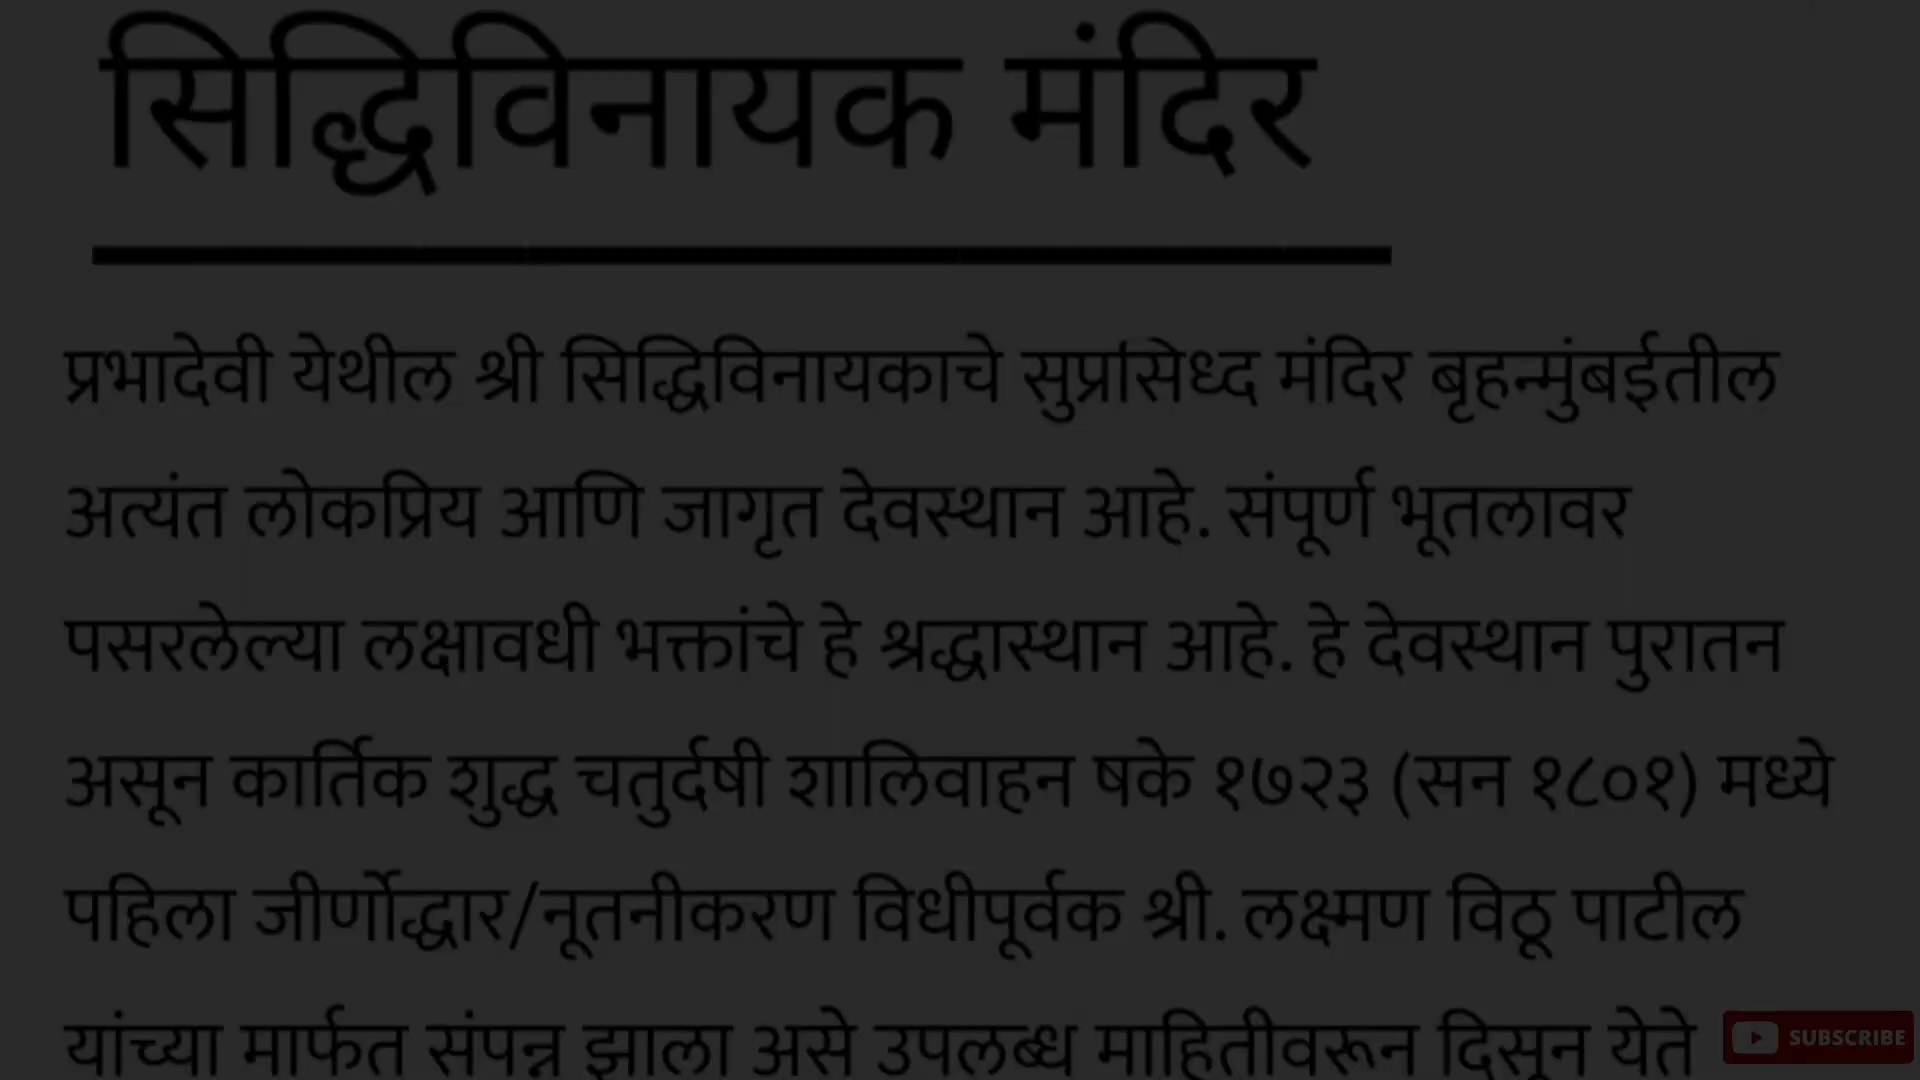 सिद्धिविनायक मंदिर
प्रभादेवी येथील श्री सिद्धिविनायकाचे सुप्रसिध्द मंदिर बृहन्मुंबईतील
अत्यंत लोकप्रिय आणि जागृत देवस्थान आहे. संपूर्ण भूतलावर
पसरलेल्या लक्षावधी भक्तांचे हे श्रद्धास्थान आहे. हे देवस्थान पुरातन
असून कार्तिक शुद्ध चतुर्दषी शालिवाहन षके १७२३ (सन १८०१) मध्ये
पहिला जीर्णोद्धार/नूतनीकरण विधीपूर्वक श्री. लक्ष्मण विठू पाटील
यांच्या मार्फत संपन्न झाला असे उपलब्ध माहितीवरून दिसून येते
SUBSCRIBE